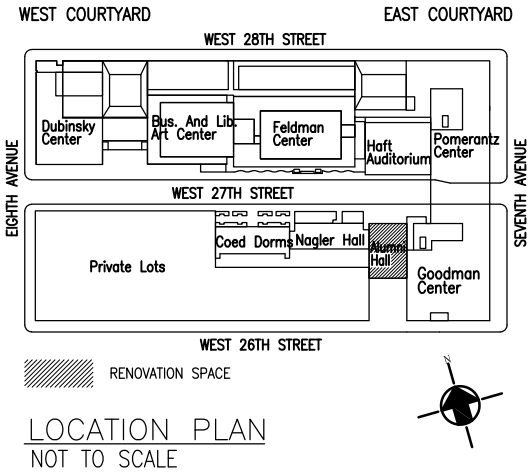 WEST COURTYARD
EAST COURTYARD
WEST 28TH STREET
Dubinsky
Center
Bus. And Lib.
Art Center
Feldman
Center
Haft
Auditorium
Pomerantz
Center
EIGHTH AVENUE
SEVENTH AVENUE
WEST 27TH STREET
Private Lots
Coed Dorms
Nagler Hall
Alumni
Hall
Goodman
Center
WEST 26TH STREET
RENOVATION SPACE
N
LOCATION PLAN
NOT TO SCALE